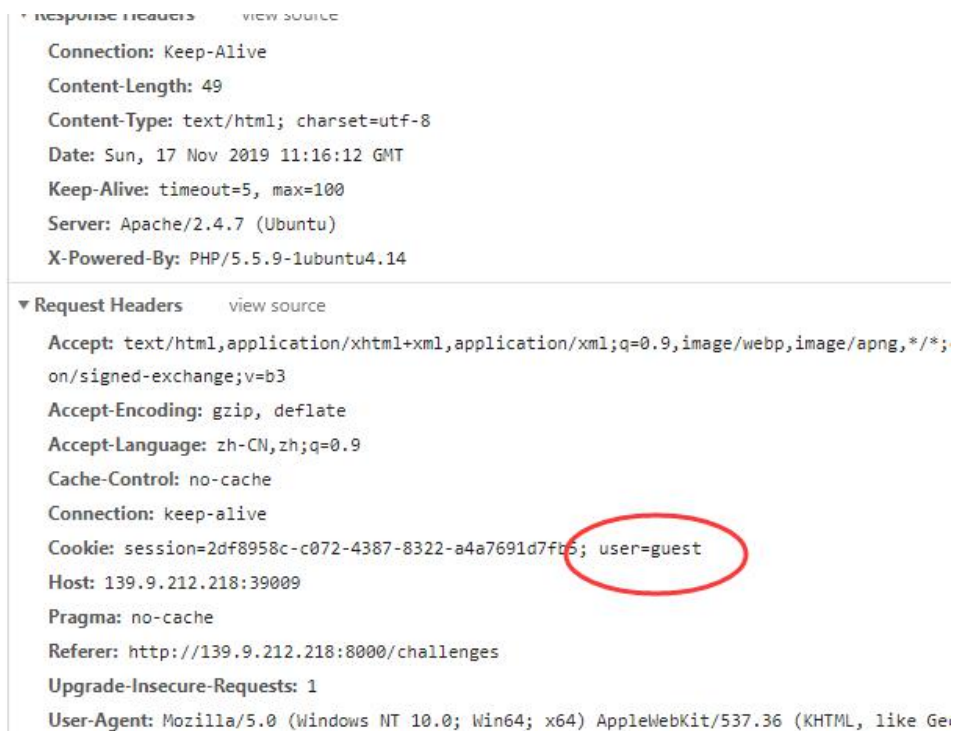 Response Headers view source
Connection: Keep-Alive
Content-Length: 49
Content-Type: text/html; charset=utf-8
Date: Sun, 17 Nov 2019 11:16:12 GMT
Keep-Alive: timeout=5, max=100
Server: Apache/2.4.7 (Ubuntu)
X-Powered-By: PHP/5.5.9-1ubuntu4.14
▼ Request Headers view source
Accept: text/html,application/xhtml+xml,application/xml;q=0.9,image/webp,image/apng,*/*;
on/signed-exchange;v=b3
Accept-Encoding: gzip, deflate
Accept-Language: zh-CN,zh;q=0.9
Cache-Control: no-cache
Connection: keep-alive
Cookie: session=2df8958c-c072-4387-8322-a4a7691d7fb5; user=guest
Host: 139.9.212.218:39009
Pragma: no-cache
Referer: http://139.9.212.218:8000/challenges
Upgrade-Insecure-Requests: 1
User-Agent: Mozilla/5.0 (Windows NT 10.0; Win64; x64) AppleWebKit/537.36 (KHTML, like